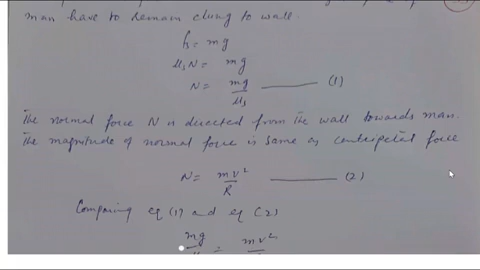 man have to remain clung to wall.
fs = mg
μs N = mg
N = mg/μs (1)
The normal force N is directed from the wall towards man.
The magnitude of normal force is same as centripetal force
N = mv²/R (2)
Comparing eq (1) and eq (2)
mg = mv²